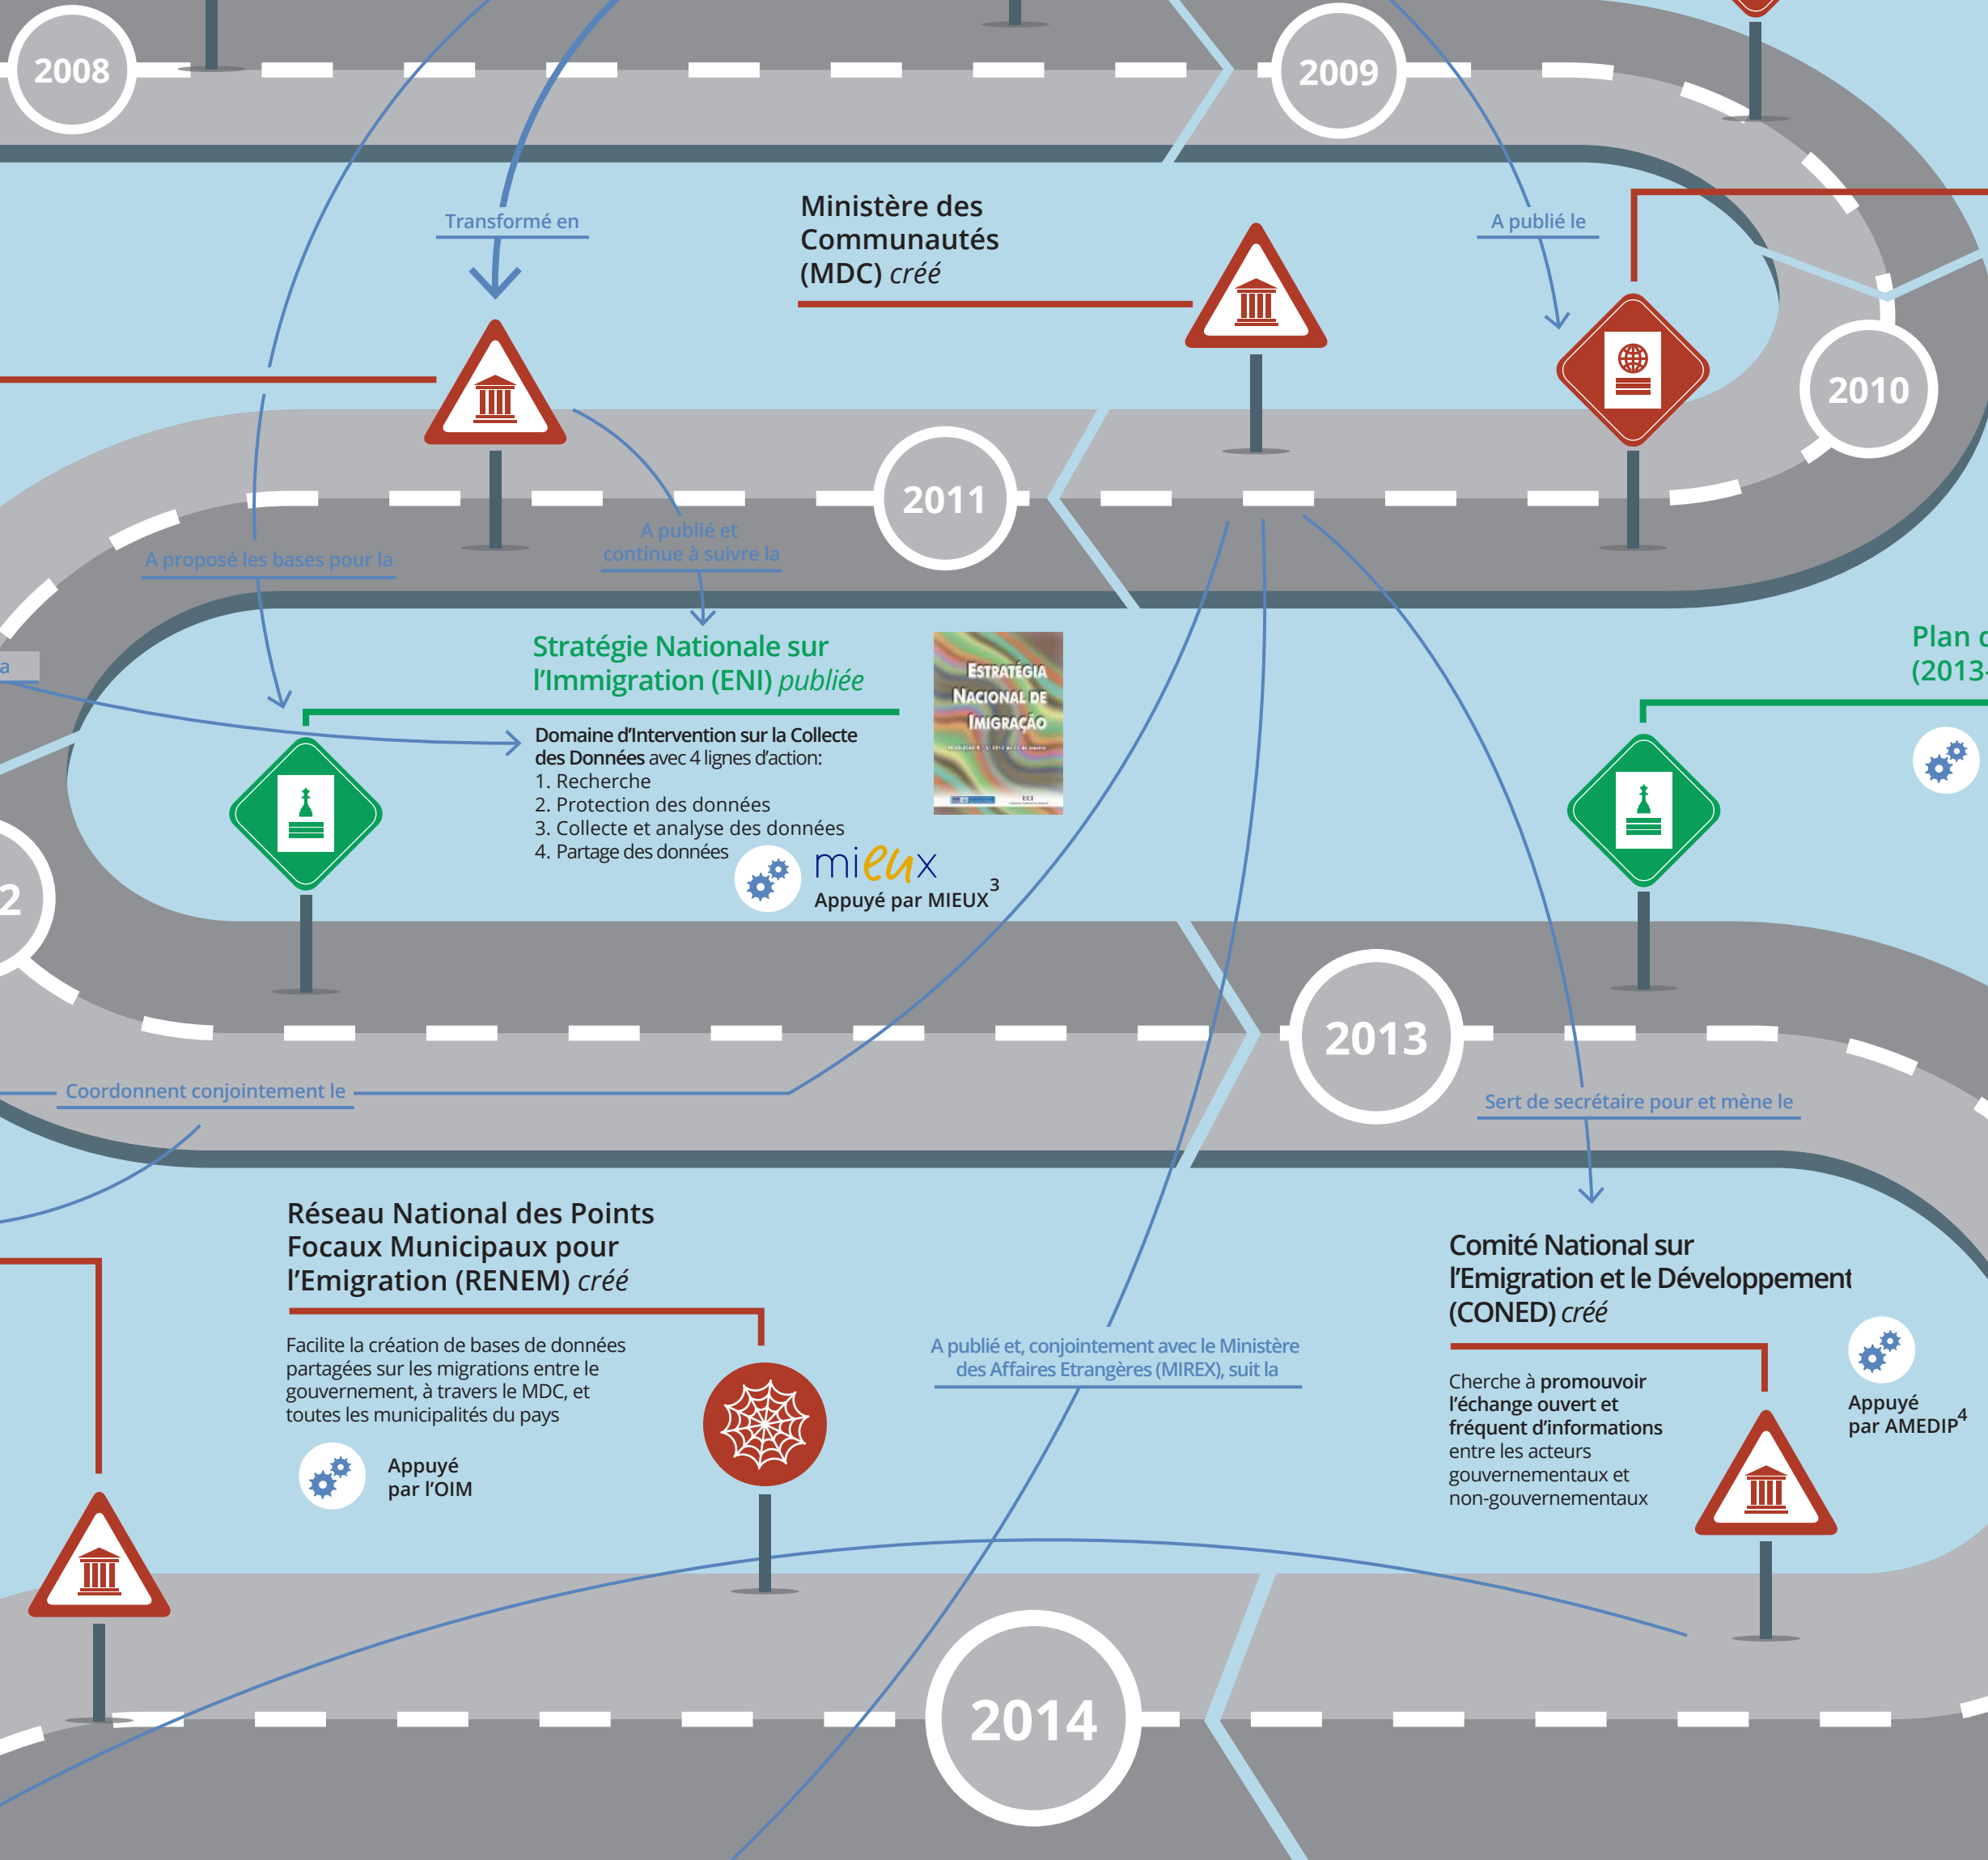 2008
2009
Transformé en
Ministère des
Communautés
(MDC) créé
A publié le
2010
2011
A proposé les bases pour la
A publié et
continue à suivre la
a
Stratégie Nationale sur
l'Immigration (ENI) publiée
Domaine d'Intervention sur la Collecte
des Données avec 4 lignes d'action:
1. Recherche
2. Protection des données
3. Collecte et analyse des données
4. Partage des données
ESTRATÉGIA
NACIONAL DE
IMIGRAÇÃO
mieux
Appuyé par MIEUX3
Plan d
(2013-
2
2013
Coordonnent conjointement le
Sert de secrétaire pour et mène le
Réseau National des Points
Focaux Municipaux pour
l'Emigration (RENEM) créé
Facilite la création de bases de données
partagées sur les migrations entre le
gouvernement, à travers le MDC, et
toutes les municipalités du pays
Appuyé
par l'OIM
A publié et, conjointement avec le Ministère
des Affaires Etrangères (MIREX), suit la
Comité National sur
l'Emigration et le Développement
(CONED) créé
Cherche à promouvoir
l'échange ouvert et
fréquent d'informations
entre les acteurs
gouvernementaux et
non-gouvernementaux
Appuyé
par AMEDIP4
2014